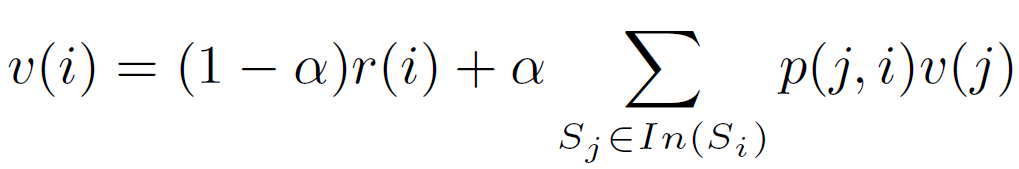 v(i) = (1 − α)r(i) + α ∑ p(j, i)v(j)
S_j∈In(S_i)